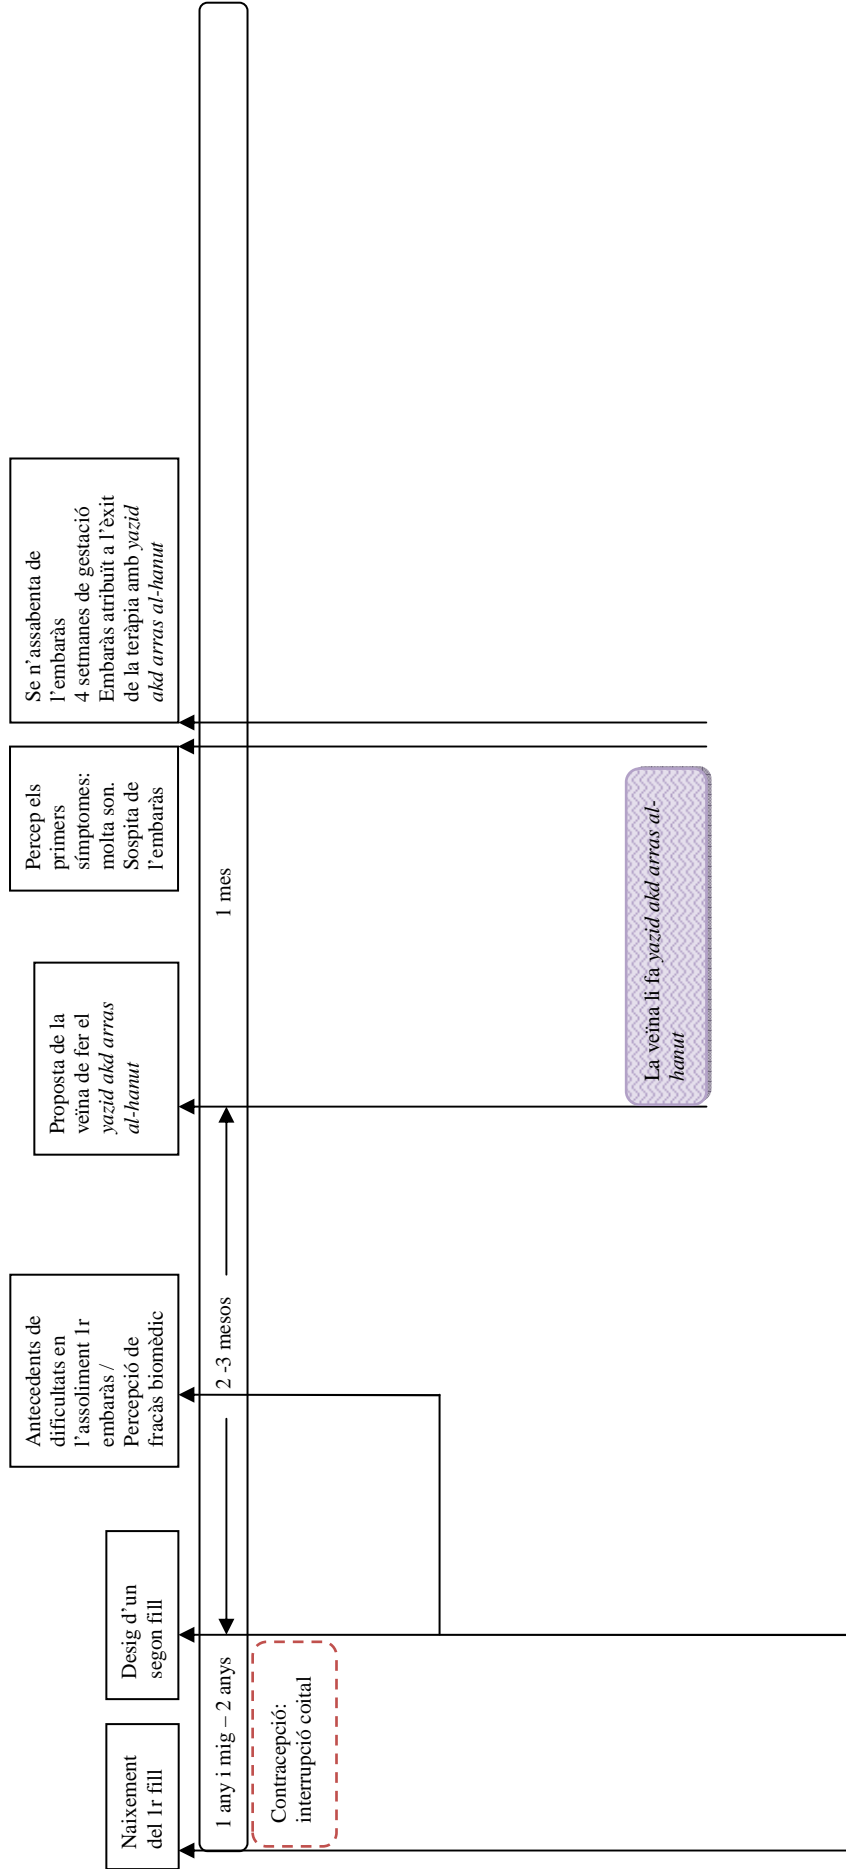 Naixement
del 1r fill
Desig d’un
segon fill
Antecedents de
dificultats en
l’assoliment 1r
embaràs /
Percepció de
fracàs biomèdic
Proposta de la
veïna de fer el
yazid akd arras
al-hanut
Percep els
primers
símptomes:
molta son.
Sospita de
l’embaràs
Se n’assabenta de
l’embaràs
4 setmanes de gestació
Embaràs atribuït a l’èxit
de la teràpia amb yazid
akd arras al-hanut
1 any i mig – 2 anys
2 -3 mesos
1 mes
Contracepció:
interrupció coital
La veïna li fa yazid akd arras al-
hanut